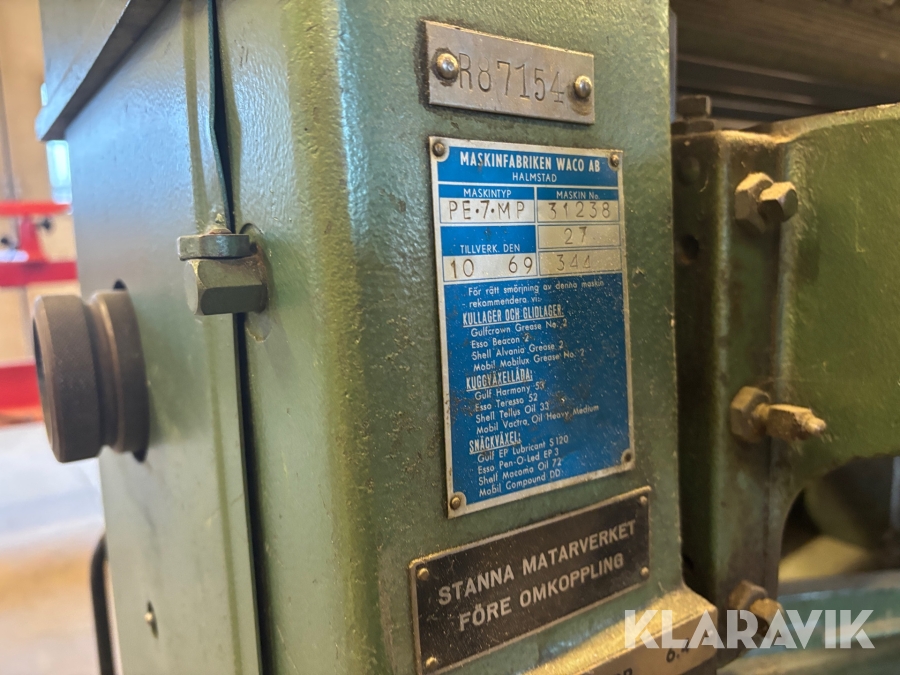 R87154
MASKINFABRIKEN WACO AB
HALMSTAD
MASKINTYP MASKIN No.
PE·7·MP 31238
27
TILLVERK. DEN
10 69 344
För rätt smörjning av denna maskin
rekommendera vi:
KULLAGER OCH GLIDLAGER:
Gulfcrown Grease No. 2
Esso Beacon 2
Shell Alvania Grease 2
Mobil Mobilux Grease No. 2
KUGGVÄXELLÅDA:
Gulf Harmony 53
Esso Teresso 52
Shell Tellus Oil 33
Mobil Vactra Oil Heavy Medium
SNÄCKVÄXEL:
Gulf EP Lubricant S 120
Esso Pen-O-Led EP 3
Shell Macoma Oil 72
Mobil Compound DD
STANNA MATARVERKET
FÖRE OMKOPPLING
KLARAVIK